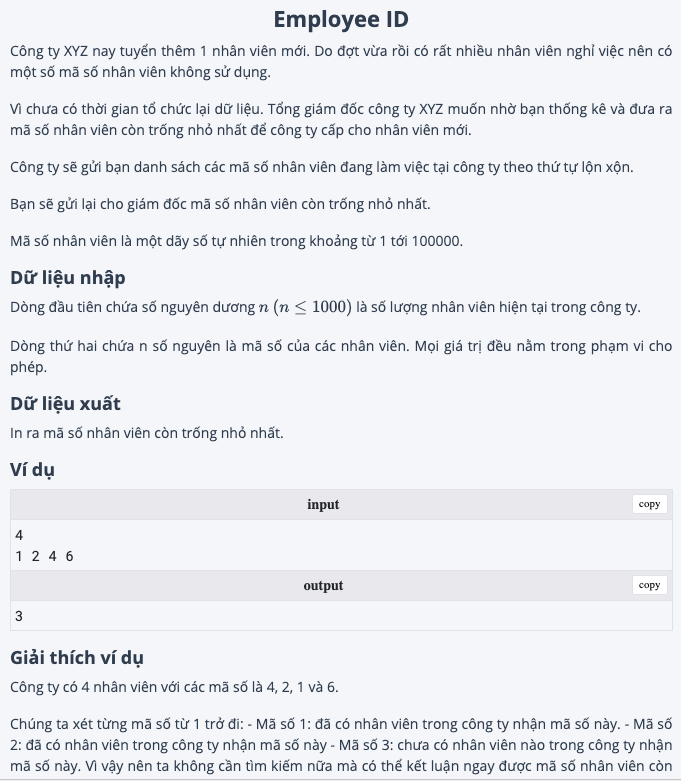 Employee ID
Công ty XYZ nay tuyển thêm 1 nhân viên mới. Do đợt vừa rồi có rất nhiều nhân viên nghỉ việc nên có
một số mã số nhân viên không sử dụng.
Vì chưa có thời gian tổ chức lại dữ liệu. Tổng giám đốc công ty XYZ muốn nhờ bạn thống kê và đưa ra
mã số nhân viên còn trống nhỏ nhất để công ty cấp cho nhân viên mới.
Công ty sẽ gửi bạn danh sách các mã số nhân viên đang làm việc tại công ty theo thứ tự lộn xộn.
Bạn sẽ gửi lại cho giám đốc mã số nhân viên còn trống nhỏ nhất.
Mã số nhân viên là một dãy số tự nhiên trong khoảng từ 1 tới 100000.
Dữ liệu nhập
Dòng đầu tiên chứa số nguyên dương n (n ≤ 1000) là số lượng nhân viên hiện tại trong công ty.
Dòng thứ hai chứa n số nguyên là mã số của các nhân viên. Mọi giá trị đều nằm trong phạm vi cho
phép.
Dữ liệu xuất
In ra mã số nhân viên còn trống nhỏ nhất.
Ví dụ
input copy
4
1 2 4 6
output copy
3
Giải thích ví dụ
Công ty có 4 nhân viên với các mã số là 4, 2, 1 và 6.
Chúng ta xét từng mã số từ 1 trở đi: - Mã số 1: đã có nhân viên trong công ty nhận mã số này. - Mã số
2: đã có nhân viên trong công ty nhận mã số này - Mã số 3: chưa có nhân viên nào trong công ty nhận
mã số này. Vì vậy nên ta không cần tìm kiếm nữa mà có thể kết luận ngay được mã số nhân viên còn